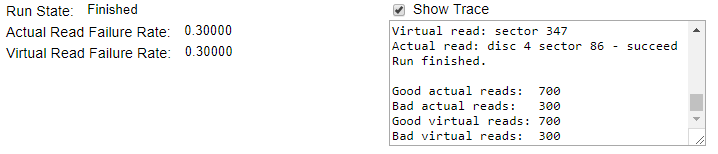 Run State: Finished
Actual Read Failure Rate: 0.30000
Virtual Read Failure Rate: 0.30000
Show Trace
Virtual read: sector 347
Actual read: disc 4 sector 86 - succeed
Run finished.
Good actual reads: 700
Bad actual reads: 300
Good virtual reads: 700
Bad virtual reads: 300